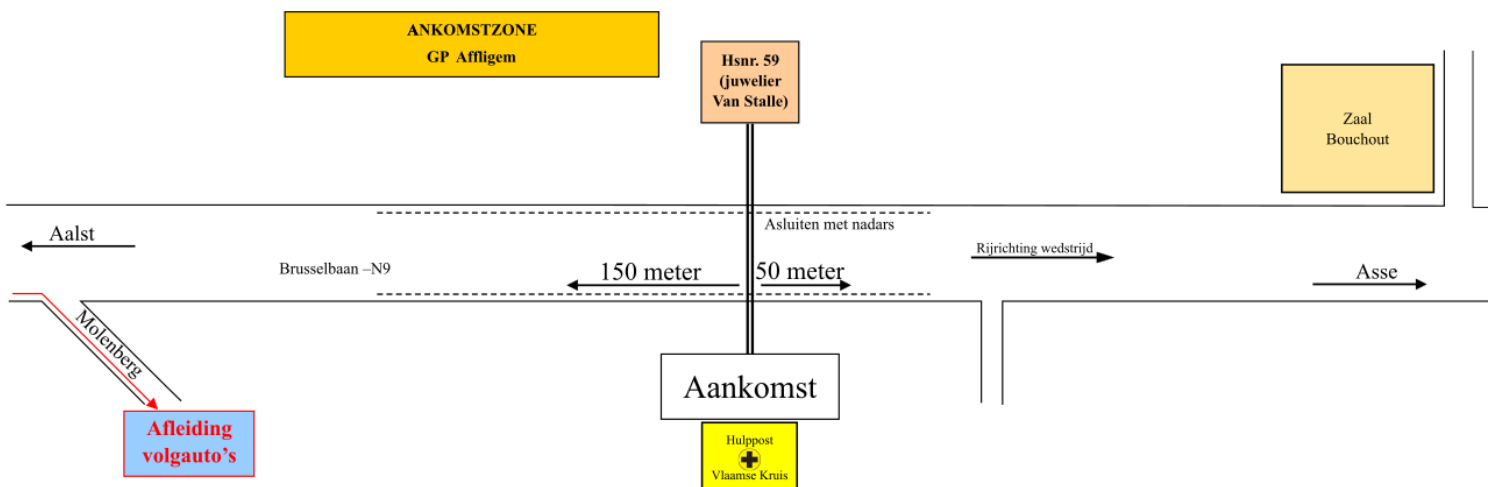 ANKOMSTZONE
GP Affligem
Hsnr. 59
(juwelier
Van Stalle)
Zaal
Bouchout
Aalst
Asluiten met nadars
Rijrichting wedstrijd
Brusselbaan –N9
150 meter
50 meter
Asse
Molenberg
Aankomst
Afleiding
volgauto’s
Hulppost
Vlaamse Kruis